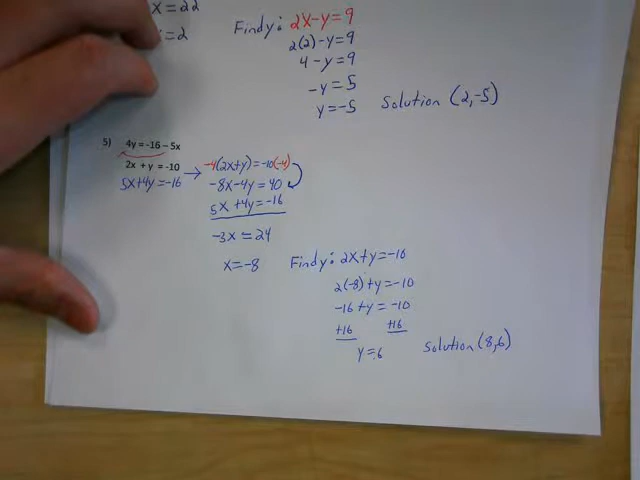 x = 22
= 2
Find y: 2x - y = 9
2(2) - y = 9
4 - y = 9
-y = 5
y = -5 Solution (2, -5)
5) 4y = -16 - 5x
2x + y = -10
5x + 4y = -16
-4(2x + y) = -10(-4)
-8x - 4y = 40
5x + 4y = -16
-3x = 24
x = -8
Find y: 2x + y = -10
2(-8) + y = -10
-16 + y = -10
+16 +16
y = 6
Solution (8, 6)